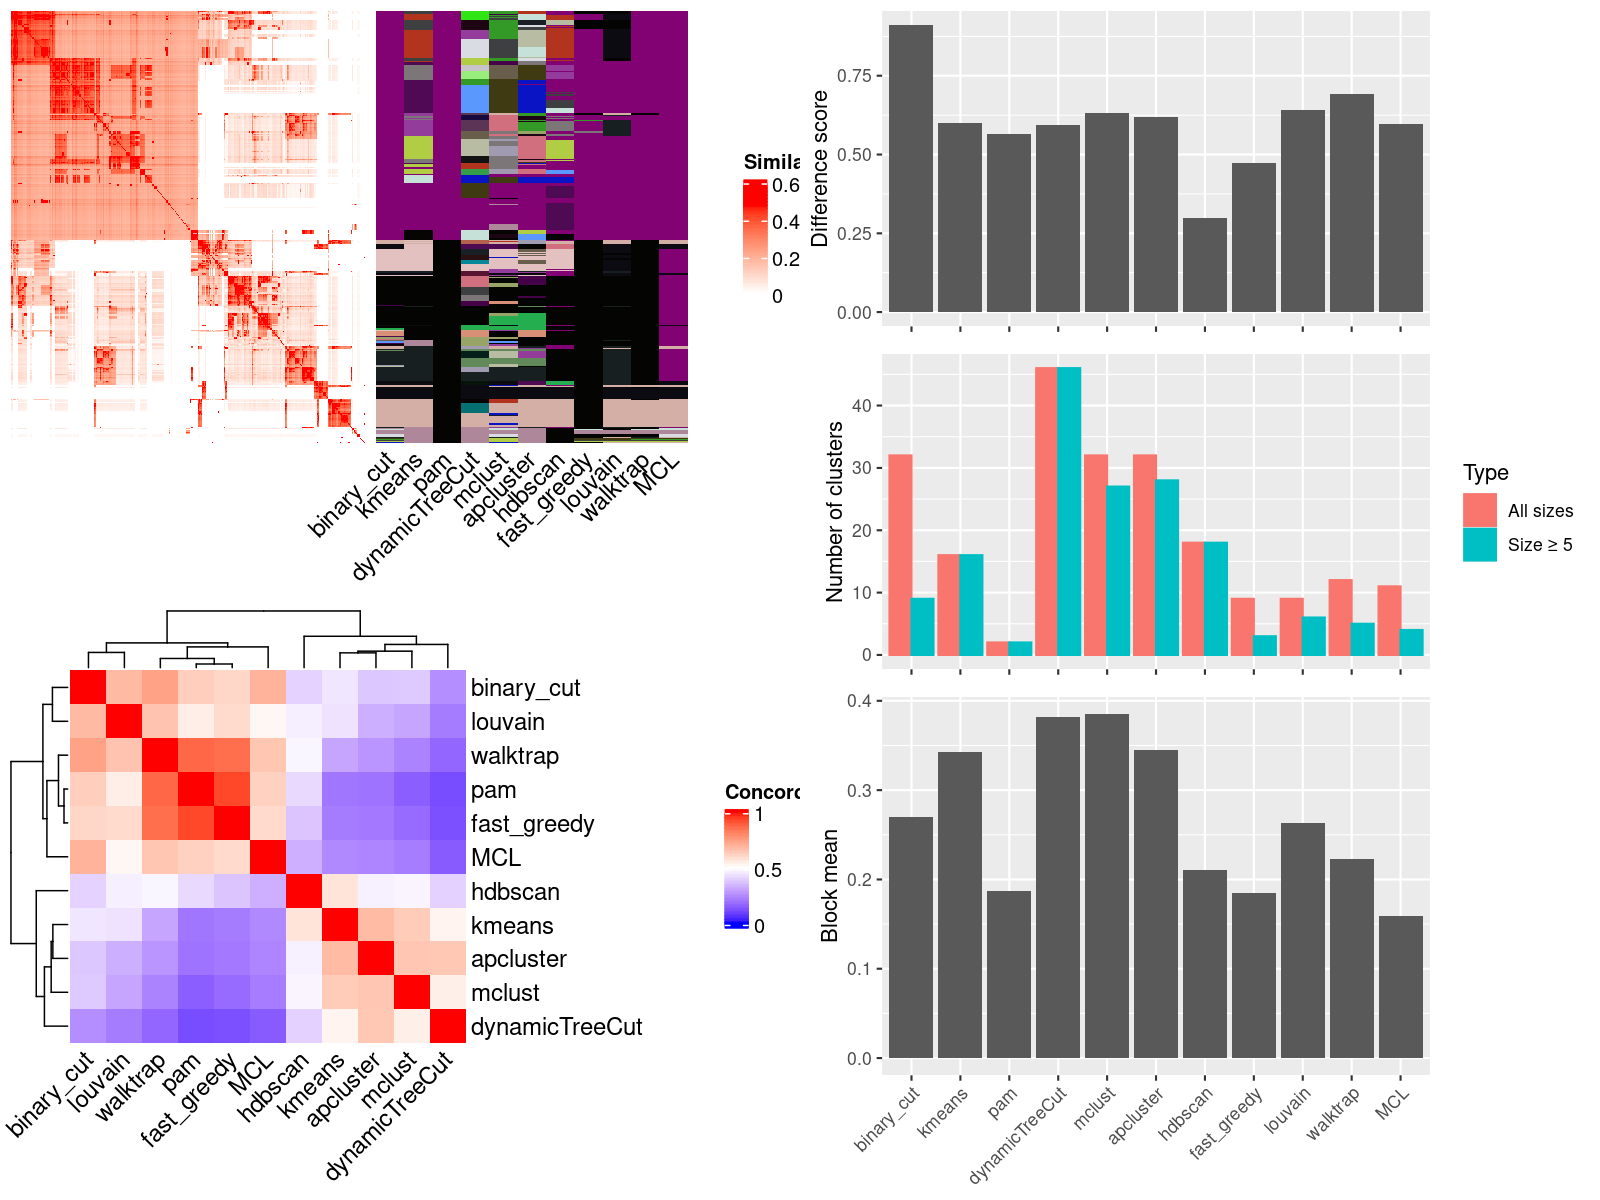 Simila
0.6
0.4
0.2
0
binary_cut
kmeans
pam
dynamicTreeCut
mclust
apcluster
hdbscan
fast_greedy
louvain
walktrap
MCL
binary_cut
louvain
walktrap
pam
fast_greedy
MCL
hdbscan
kmeans
apcluster
mclust
dynamicTreeCut
binary_cut
louvain
walktrap
pam
fast_greedy
MCL
hdbscan
kmeans
apcluster
mclust
dynamicTreeCut
Concord
1
0.5
0
Difference score
0.75
0.50
0.25
0.00
Number of clusters
40
30
20
10
0
Type
All sizes
Size ≥ 5
Block mean
0.4
0.3
0.2
0.1
0.0
binary_cut
kmeans
pam
dynamicTreeCut
mclust
apcluster
hdbscan
fast_greedy
louvain
walktrap
MCL